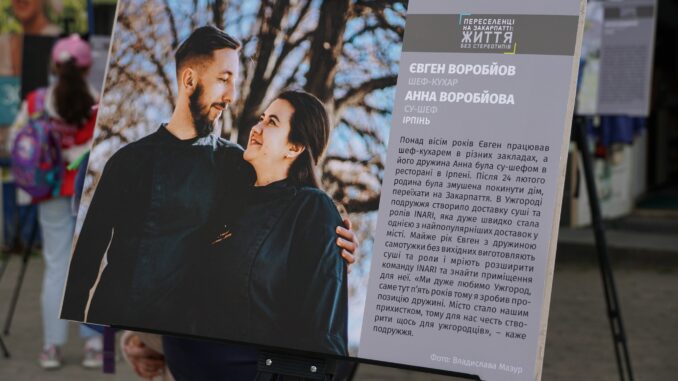 ПЕРЕСЕЛЕНЦІ
НА ЗАКАРПАТТІ:
ЖИТТЯ
БЕЗ СТЕРЕОТИПІВ
ЄВГЕН ВОРОБЙОВ
ШЕФ-КУХАР
АННА ВОРОБЙОВА
СУ-ШЕФ
ІРПІНЬ
Понад вісім років Євген працював
шеф-кухарем в різних закладах, а
його дружина Анна була су-шефом в
ресторані в Ірпені. Після 24 лютого
родина була змушена покинути дім,
переїхати на Закарпаття. В Ужгороді
подружжя створило доставку суші та
ролів INARI, яка дуже швидко стала
однією з найпопулярніших доставок у
місті. Майже рік Євген з дружиною
самотужки без вихідних виготовляють
суші та роли і мріють розширити
команду INARI та знайти приміщення
для неї. «Ми дуже любимо Ужгород,
саме тут п'ять років тому я зробив про-
позицію дружині. Місто стало нашим
прихистком, тому для нас честь ство-
рити щось для ужгородців», – каже
подружжя.
Фото: Владислава Мазур